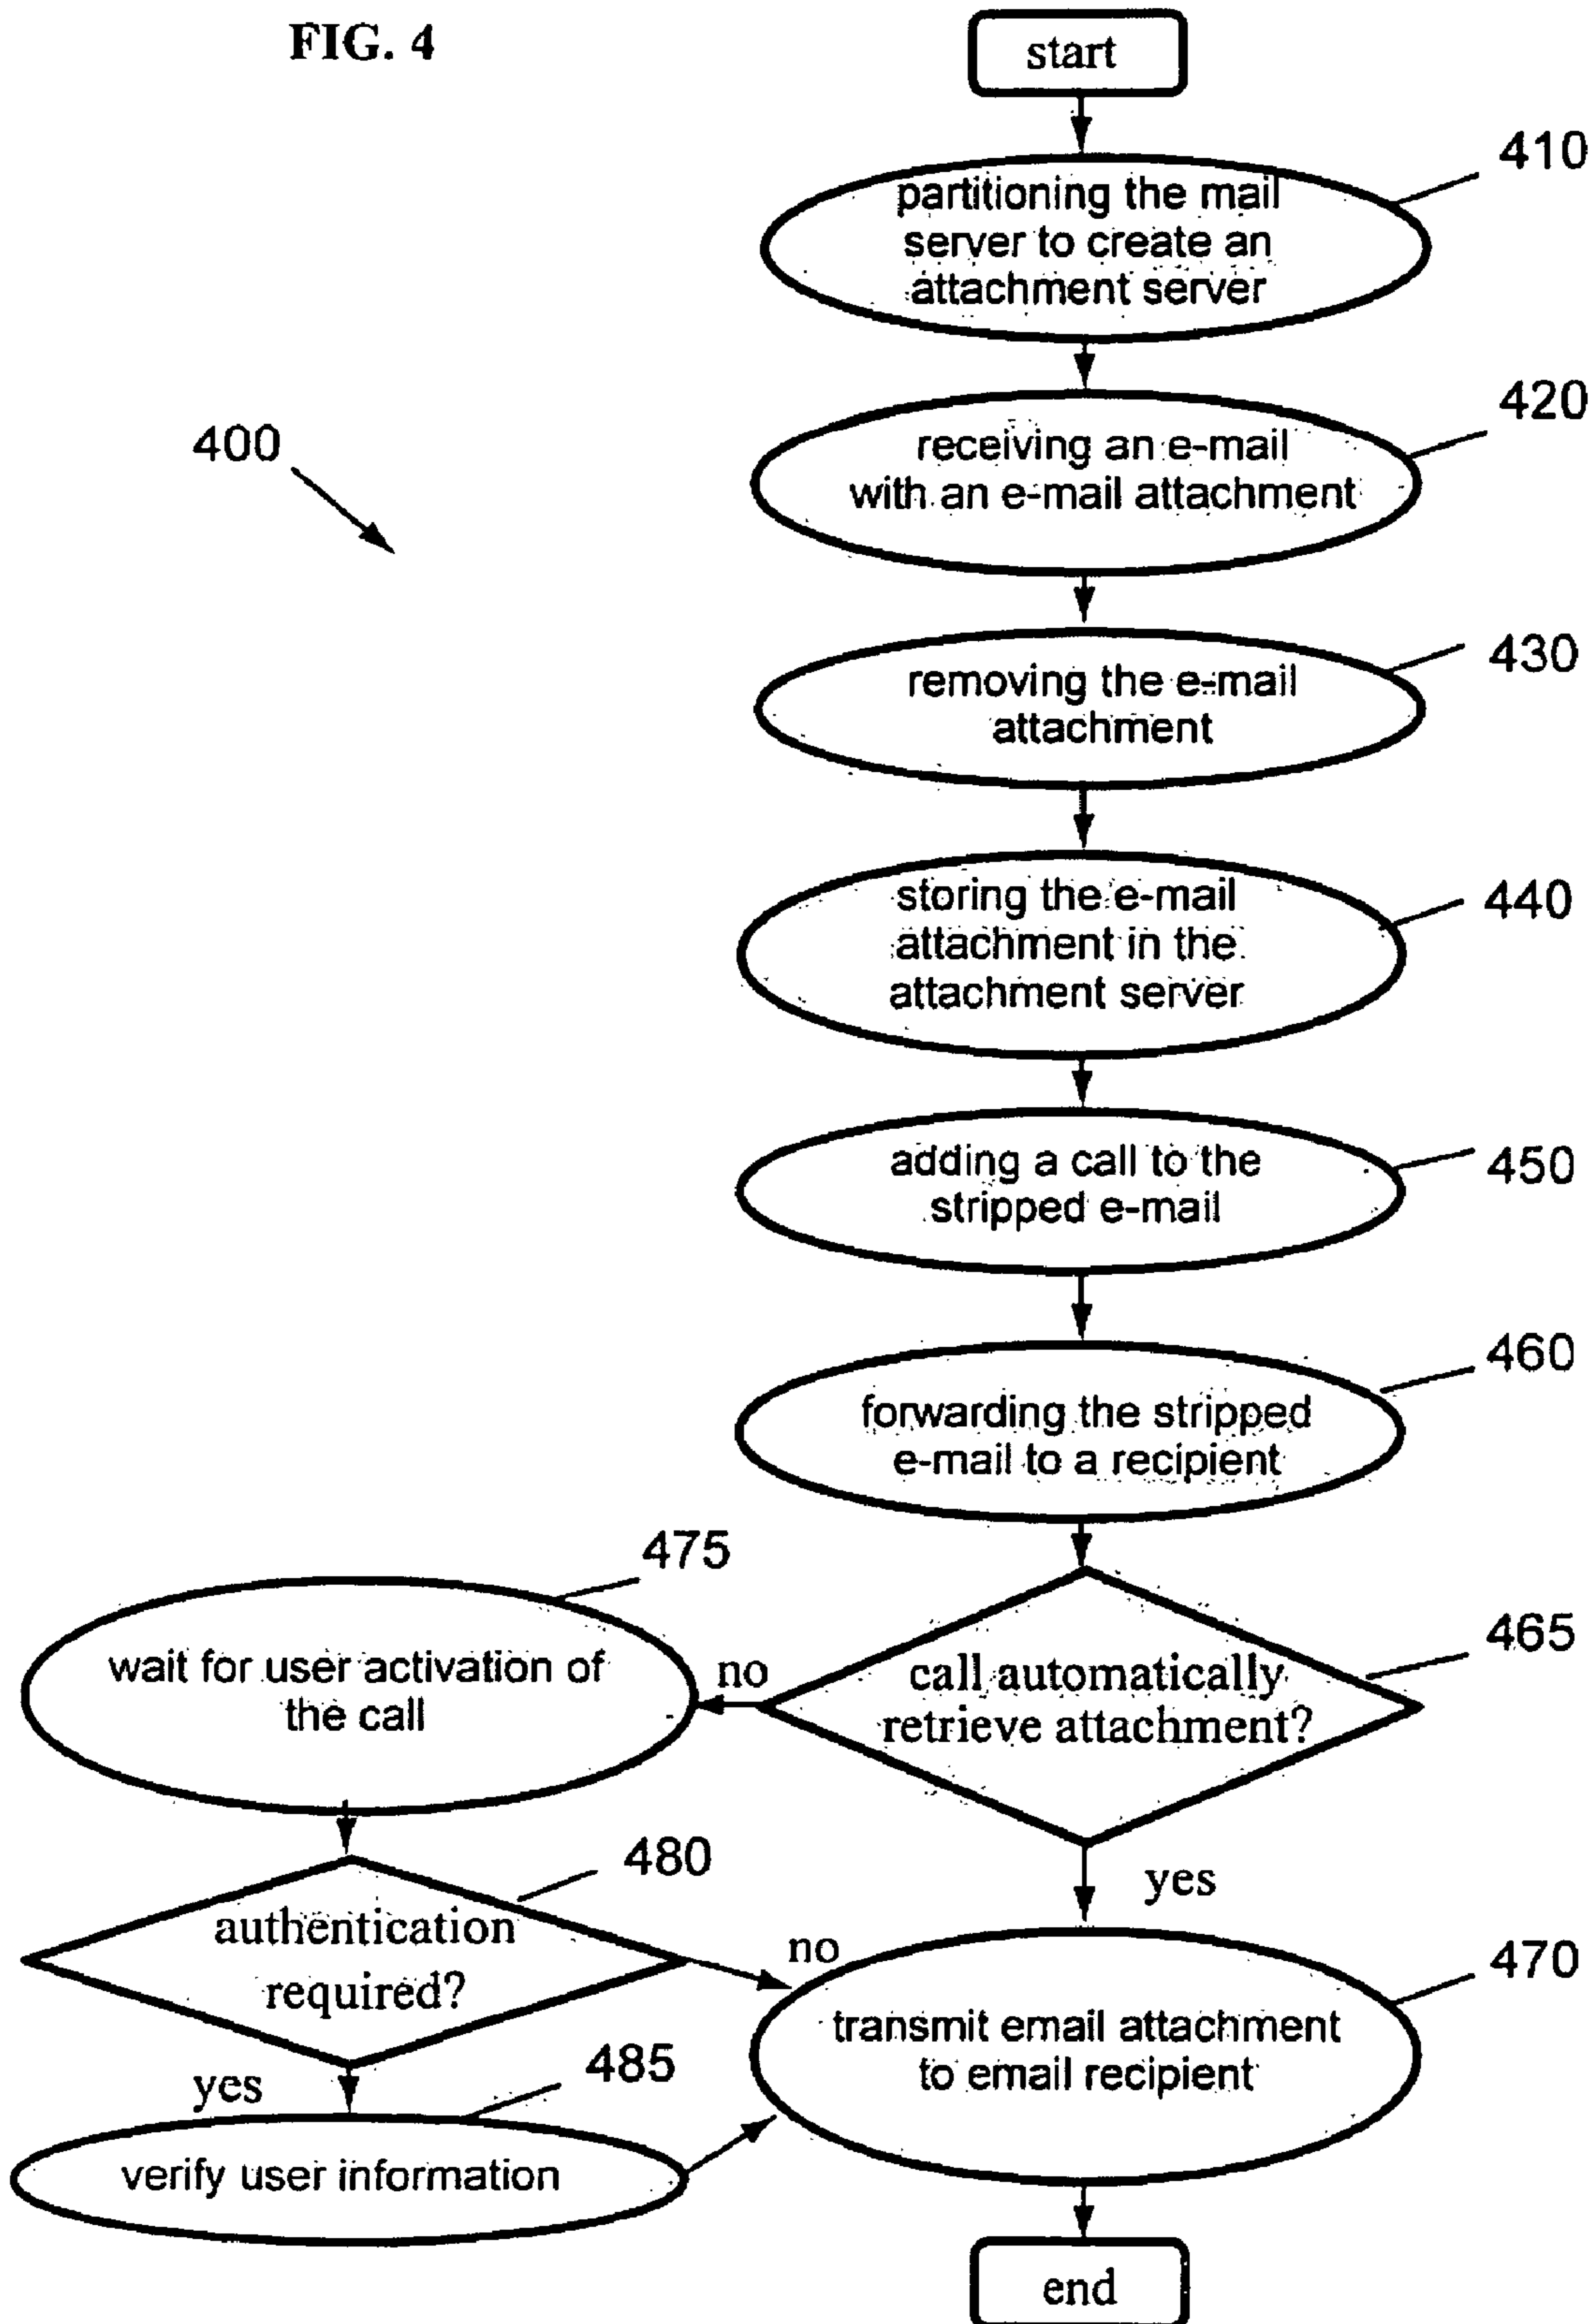 FIG. 4
start
410
partitioning the mail
server to create an
attachment server
420
receiving an e-mail
with an e-mail attachment
400
430
removing the e-mail
attachment
440
storing the e-mail
attachment in the
attachment server
450
adding a call to the
stripped e-mail
460
forwarding the stripped
e-mail to a recipient
475
wait for user activation of
the call
no
465
call automatically
retrieve attachment?
yes
480
authentication
required?
no
470
transmit email attachment
to email recipient
yes
485
verify user information
end